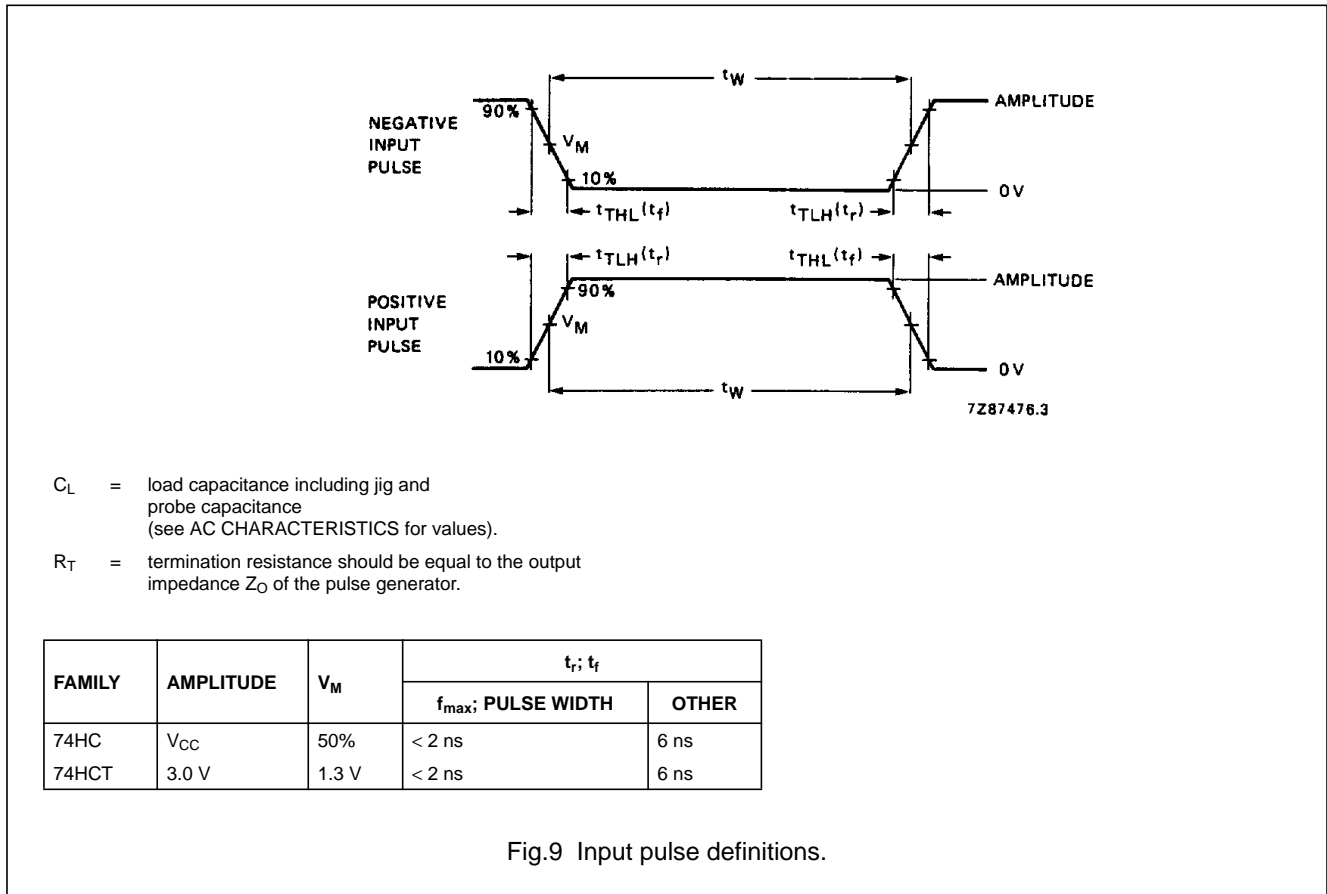 tW
90%
AMPLITUDE
NEGATIVE
INPUT
PULSE
VM
10%
0 V
tTHL(tf)
tTLH(tr)
tTLH(tr)
tTHL(tf)
AMPLITUDE
90%
POSITIVE
INPUT
PULSE
VM
10%
0 V
tW
7Z87476.3
CL = load capacitance including jig and
probe capacitance
(see AC CHARACTERISTICS for values).
RT = termination resistance should be equal to the output
impedance ZO of the pulse generator.
FAMILY AMPLITUDE VM tr; tf
fmax; PULSE WIDTH OTHER
74HC VCC 50% < 2 ns 6 ns
74HCT 3.0 V 1.3 V < 2 ns 6 ns
Fig.9 Input pulse definitions.